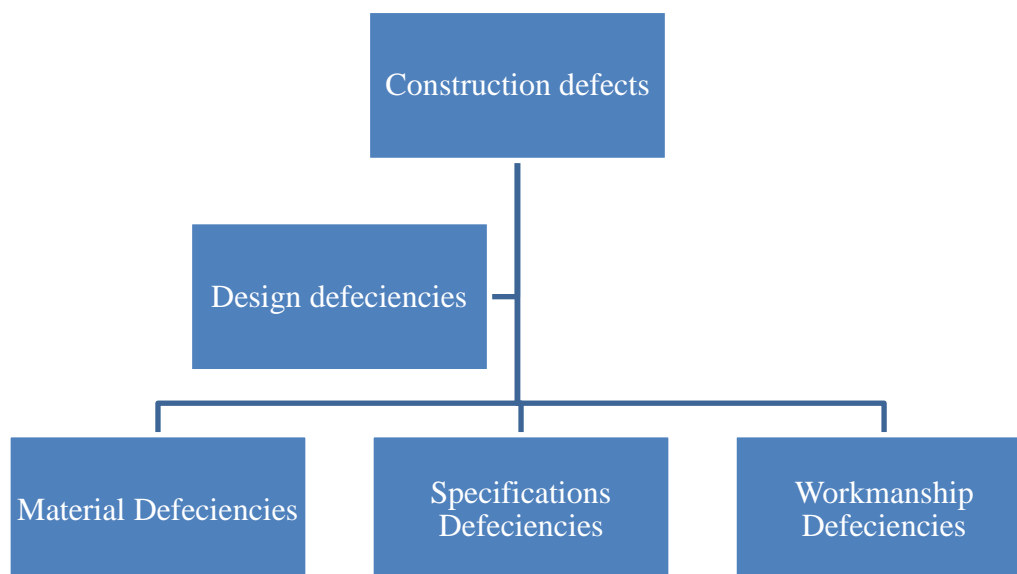 Construction defects
Design defeciencies
Material Defeciencies
Specifications
Defeciencies
Workmanship
Defeciencies